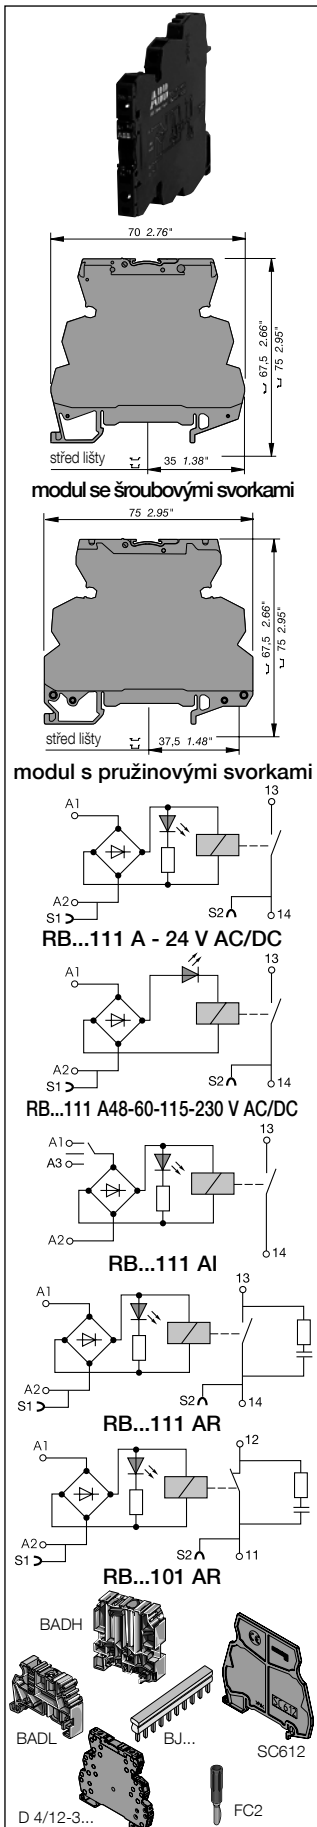 ABB
ABB
70 2.76"
67,5 2.66"
75 2.95"
střed lišty
35 1.38"
modul se šroubovými svorkami
75 2.95"
67,5 2.66"
75 2.95"
střed lišty
37,5 1.48"
modul s pružinovými svorkami
A1
13
A2
S1
S2
14
RB...111 A - 24 V AC/DC
A1
13
A2
S1
S2
14
RB...111 A48-60-115-230 V AC/DC
A1
13
A3
A2
14
RB...111 AI
A1
13
A2
S1
S2
14
RB...111 AR
A1
12
A2
S1
S2
11
RB...101 AR
BADH
BADL
BJ...
SC612
SC612
D 4/12-3...
FC2